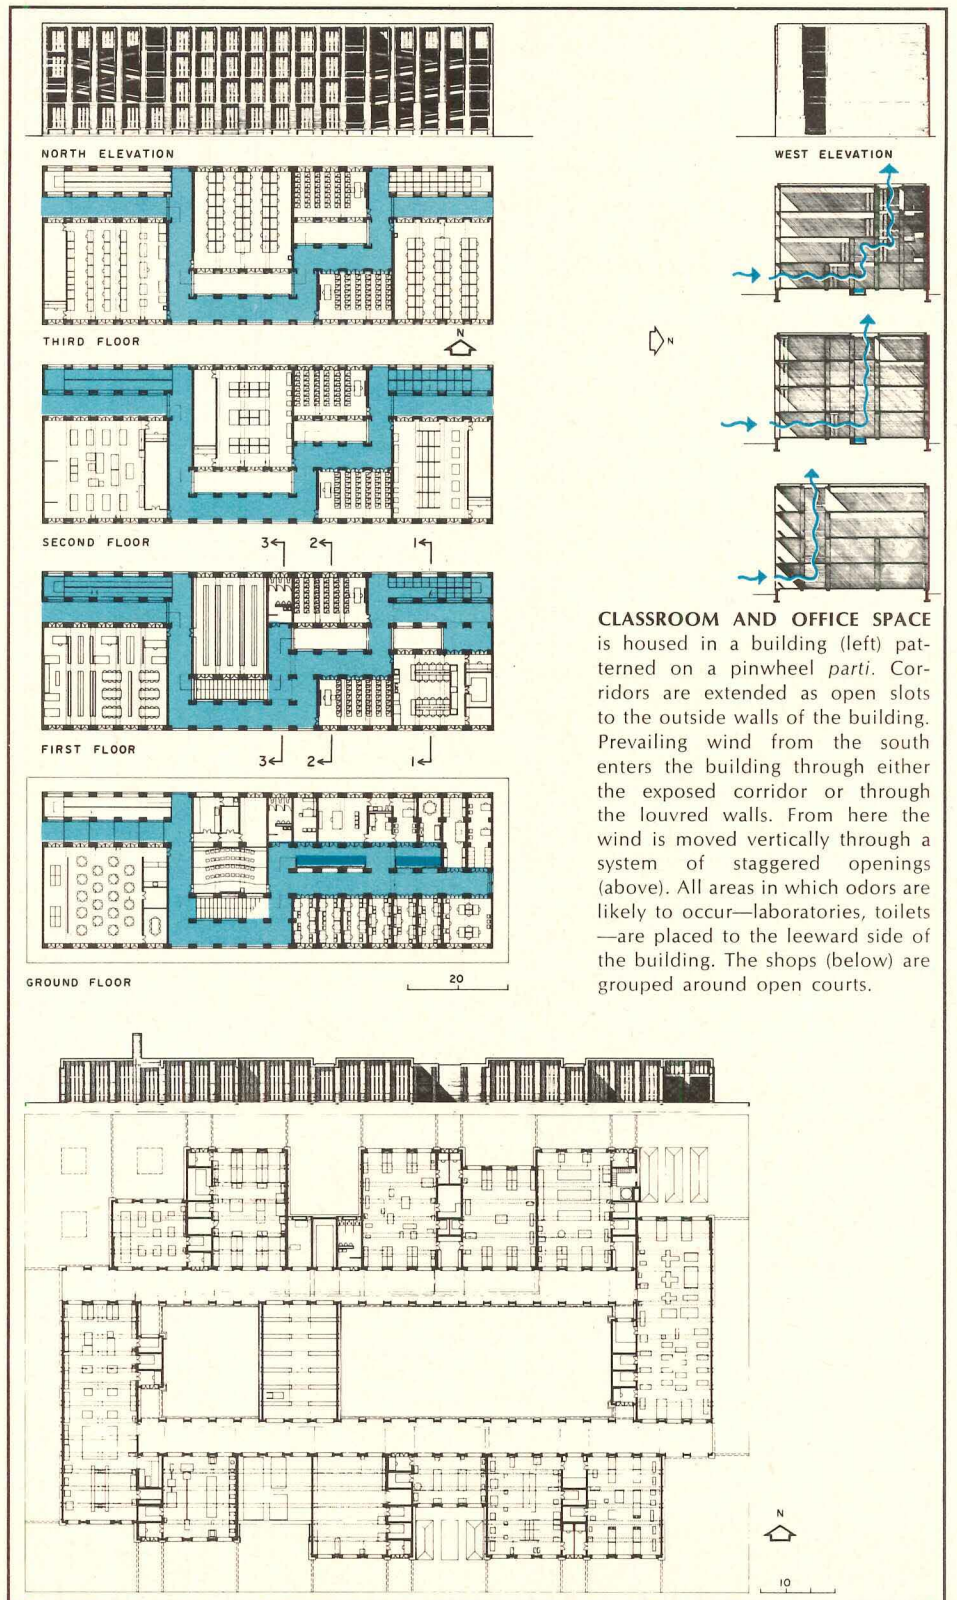 NORTH ELEVATION
WEST ELEVATION
THIRD FLOOR
N
N
SECOND FLOOR
3 2 1
FIRST FLOOR
3 2 1
GROUND FLOOR
20
CLASSROOM AND OFFICE SPACE
is housed in a building (left) pat-
terned on a pinwheel parti. Cor-
ridors are extended as open slots
to the outside walls of the building.
Prevailing wind from the south
enters the building through either
the exposed corridor or through
the louvred walls. From here the
wind is moved vertically through a
system of staggered openings
(above). All areas in which odors are
likely to occur—laboratories, toilets
—are placed to the leeward side of
the building. The shops (below) are
grouped around open courts.
N
10